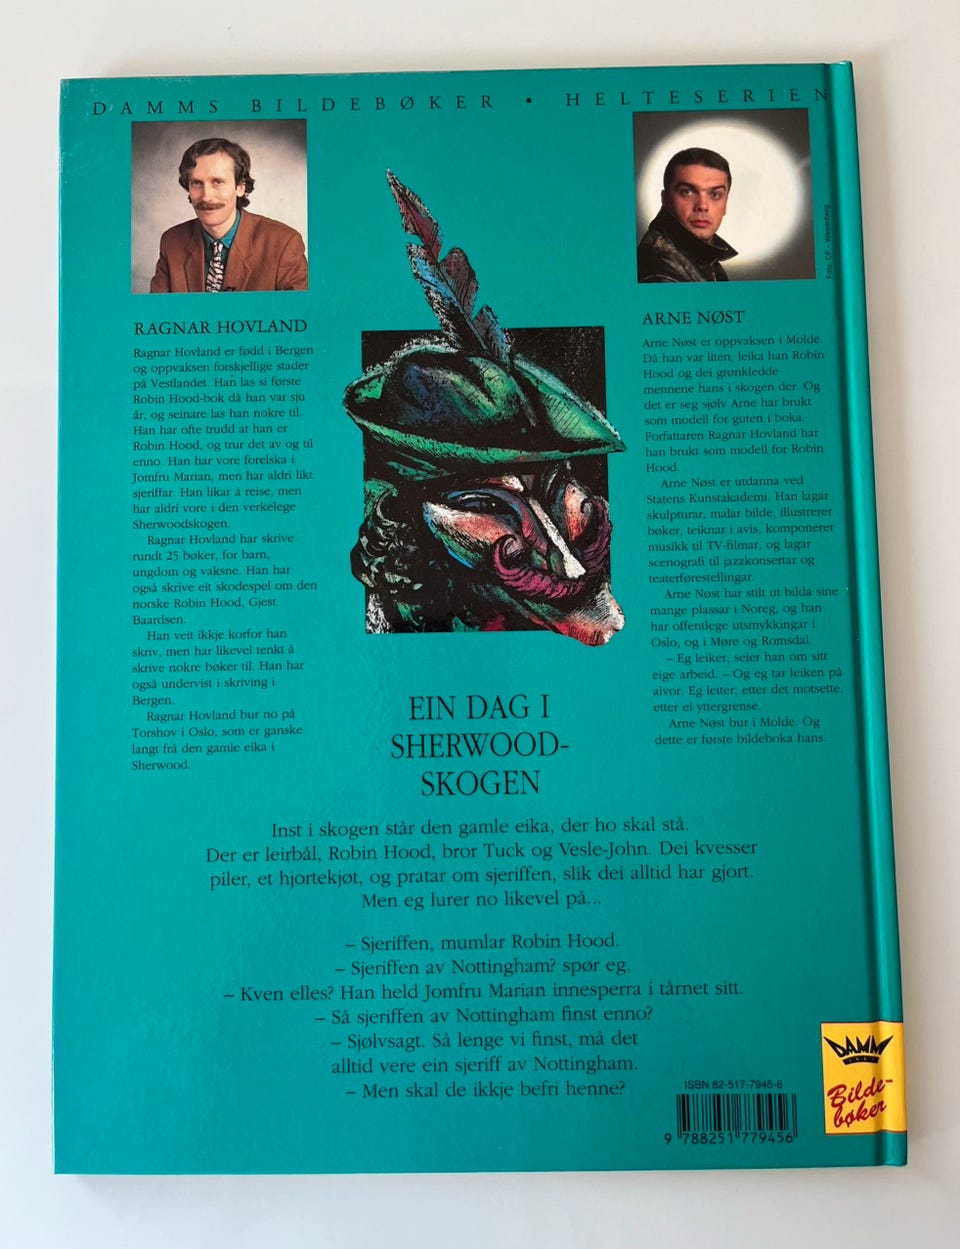 DAMMS BILDEBØKER • HELTESERIEN
RAGNAR HOVLAND
Ragnar Hovland er fødd i Bergen
og oppvaksen forskjellige stader
på Vestlandet. Han las si første
Robin Hood-bok då han var sju
år, og seinare las han nokre til.
Han har ofte trudd at han er
Robin Hood, og trur det av og til
enno. Han har vore forelska i
Jomfru Marian, men har aldri likt
sjeriffar. Han likar å reise, men
har aldri vore i den verkelege
Sherwoodskogen.
Ragnar Hovland har skrive
rundt 25 bøker, for barn,
ungdom og vaksne. Han har
også skrive eit skodespel om den
norske Robin Hood, Gjest
Baardsen.
Han veit ikkje korfor han
skriv, men har likevel tenkt å
skrive nokre bøker til. Han har
også undervist i skriving i
Bergen.
Ragnar Hovland bur no på
Torshov i Oslo, som er ganske
langt frå den gamle eika i
Sherwood.
Foto: CF - Wesenberg
ARNE NØST
Arne Nøst er oppvaksen i Molde.
Då han var liten, leika han Robin
Hood og dei grønkledde
mennene hans i skogen der. Og
det er seg sjølv Arne har brukt
som modell for guten i boka.
Forfattaren Ragnar Hovland har
han brukt som modell for Robin
Hood.
Arne Nøst er utdanna ved
Statens Kunstakademi. Han lagar
skulpturar, malar bilde, illustrerer
bøker, teiknar i avis, komponerer
musikk til TV-filmar, og lagar
scenografi til jazzkonsertar og
teaterførestellingar.
Arne Nøst har stilt ut bilda sine
mange plassar i Noreg, og han
har offentlege utsmykkingar i
Oslo, og i Møre og Romsdal.
– Eg leiker, seier han om sitt
eige arbeid. – Og eg tar leiken på
alvor. Eg leiter, etter det motsette,
etter ei yttergrense.
Arne Nøst bur i Molde. Og
dette er første bildeboka hans.
EIN DAG I
SHERWOOD-
SKOGEN
Inst i skogen står den gamle eika, der ho skal stå.
Der er leirbål, Robin Hood, bror Tuck og Vesle-John. Dei kvesser
piler, et hjortekjøt, og pratar om sjeriffen, slik dei alltid har gjort.
Men eg lurer no likevel på...
– Sjeriffen, mumlar Robin Hood.
– Sjeriffen av Nottingham? spør eg.
– Kven elles? Han held Jomfru Marian innesperra i tårnet sitt.
– Så sjeriffen av Nottingham finst enno?
– Sjølvsagt. Så lenge vi finst, må det
alltid vere ein sjeriff av Nottingham.
– Men skal de ikkje befri henne?
ISBN 82-517-7945-6
9 788251 779456
DAMM
Bilde-
bøker